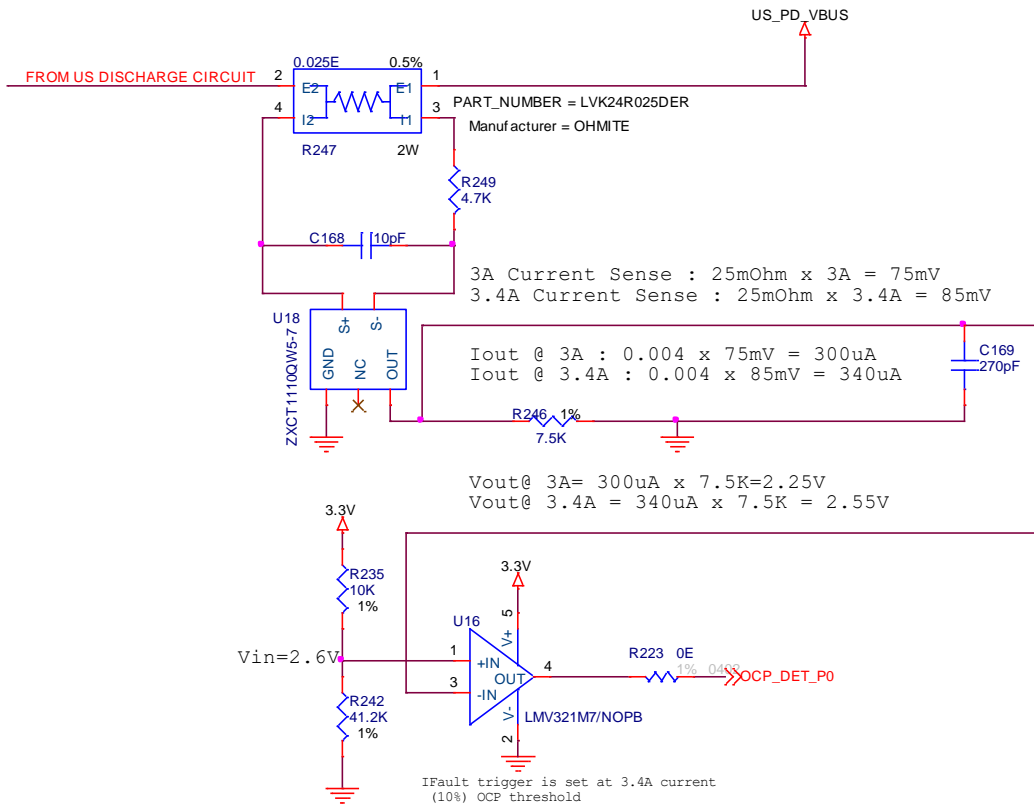 US_PD_VBUS
FROM US DISCHARGE CIRCUIT
2
0.025E
0.5%
1
E2
E1
4
I2
I1
3
PART_NUMBER = LVK24R025DER
Manufacturer = OHMITE
R247
2W
R249
4.7K
C168
10pF
3A Current Sense : 25mOhm x 3A = 75mV
3.4A Current Sense : 25mOhm x 3.4A = 85mV
U18
S+
S-
GND
NC
OUT
ZXCT1110QW5-7
Iout @ 3A : 0.004 x 75mV = 300uA
Iout @ 3.4A : 0.004 x 85mV = 340uA
C169
270pF
R246
1%
7.5K
Vout@ 3A= 300uA x 7.5K=2.25V
Vout@ 3.4A = 340uA x 7.5K = 2.55V
3.3V
R235
10K
1%
3.3V
U16
5
V+
Vin=2.6V
1
+IN
OUT
4
R223
0E
1%
0402
OCP_DET_P0
3
-IN
R242
41.2K
1%
V-
2
LMV321M7/NOPB
IFault trigger is set at 3.4A current
(10%) OCP threshold